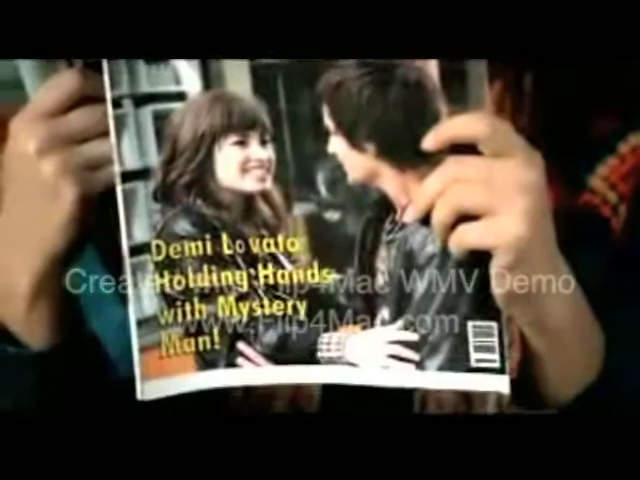 Demi Lovato
Holding Hands
with Mystery
Man!
Flip4Mac WMV Demo
www.Flip4Mac.com